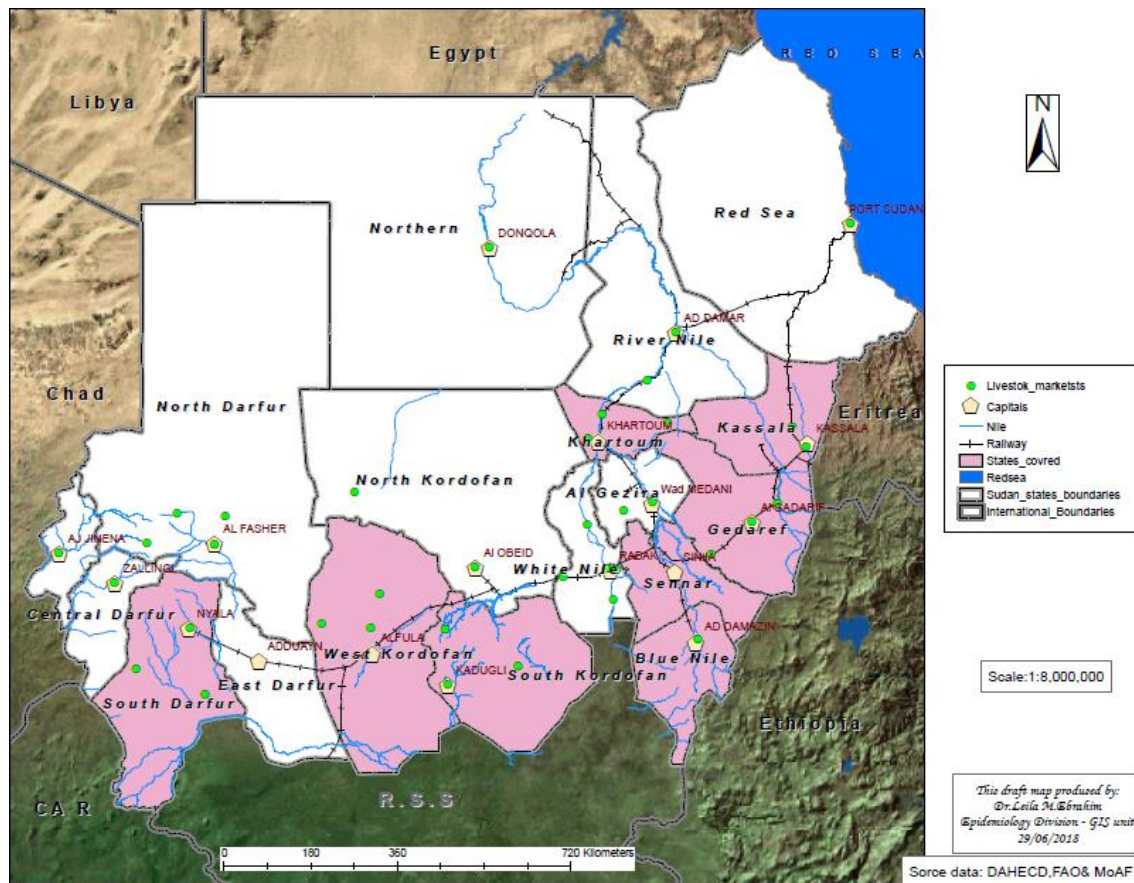 Egypt
RED SEA
Libya
N
Red Sea
PORT SUDAN
Northern
DONQOLA
AD DAMAR
River Nile
Chad
North Darfur
Eritrea
KHARTOUM
Khartoum
Kassala
KASSALA
North Kordofan
Al Gezira
Wad MEDANI
Al GADARIF
Gedaref
AL FASHER
AJ JINENA
Al OBEID
RABAK
SINJA
ZALLINGI
White Nile
Sennar
Central Darfur
NYALA
AD DAMAZIN
ADDUAYN
ALFULA
West Kordofan
Blue Nile
KADUGLI
South Kordofan
East Darfur
South Darfur
Ethiopia
CAR
R.S.S
0 180 360 720 Kilometers
Livestok_marketsts
Capitals
Nile
Railway
States_covred
Redsea
Sudan_states_boundaries
International_Boundaries
Scale:1:8,000,000
This draft map produced by:
Dr.Leila M.Ebrahim
Epidemiology Division - GIS unit
29/06/2018
Sorce data: DAHECD,FAO& MoAF